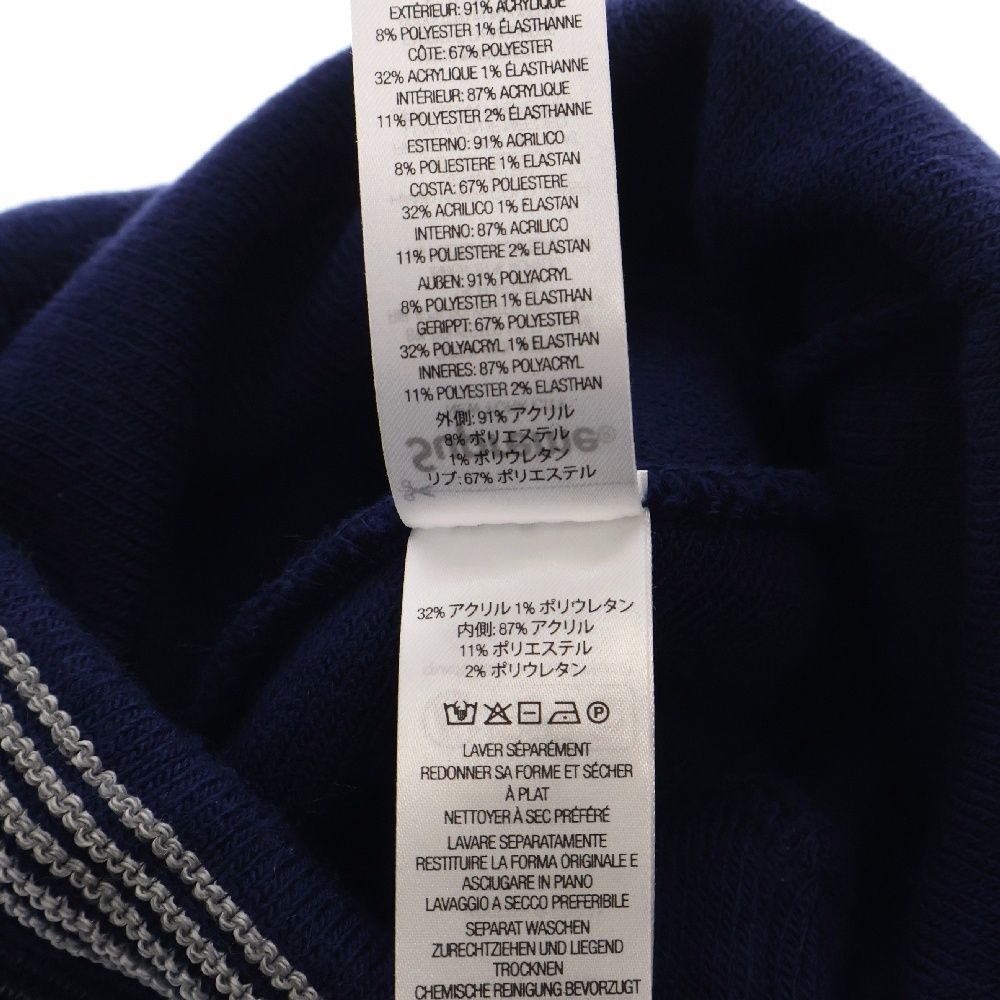 EXTÉRIEUR: 91% ACRYLIQUE
8% POLYESTER 1% ÉLASTHANNE
CÔTE: 67% POLYESTER
32% ACRYLIQUE 1% ÉLASTHANNE
INTÉRIEUR: 87% ACRYLIQUE
11% POLYESTER 2% ÉLASTHANNE
ESTERNO: 91% ACRILICO
8% POLIESTERE 1% ELASTAN
COSTA: 67% POLIESTERE
32% ACRILICO 1% ELASTAN
INTERNO: 87% ACRILICO
11% POLIESTERE 2% ELASTAN
AUßEN: 91% POLYACRYL
8% POLYESTER 1% ELASTHAN
GERIPPT: 67% POLYESTER
32% POLYACRYL 1% ELASTHAN
INNERES: 87% POLYACRYL
11% POLYESTER 2% ELASTHAN
外側: 91% アクリル
8% ポリエステル
1% ポリウレタン
リブ: 67% ポリエステル
Supreme®
32% アクリル 1% ポリウレタン
内側: 87% アクリル
11% ポリエステル
2% ポリウレタン
P
LAVER SÉPARÉMENT
REDONNER SA FORME ET SÉCHER
À PLAT
NETTOYER À SEC PRÉFÉRÉ
LAVARE SEPARATAMENTE
RESTITUIRE LA FORMA ORIGINALE E
ASCIUGARE IN PIANO
LAVAGGIO A SECCO PREFERIBILE
SEPARAT WASCHEN
ZURECHTZIEHEN UND LIEGEND
TROCKNEN
CHEMISCHE REINIGUNG BEVORZUGT